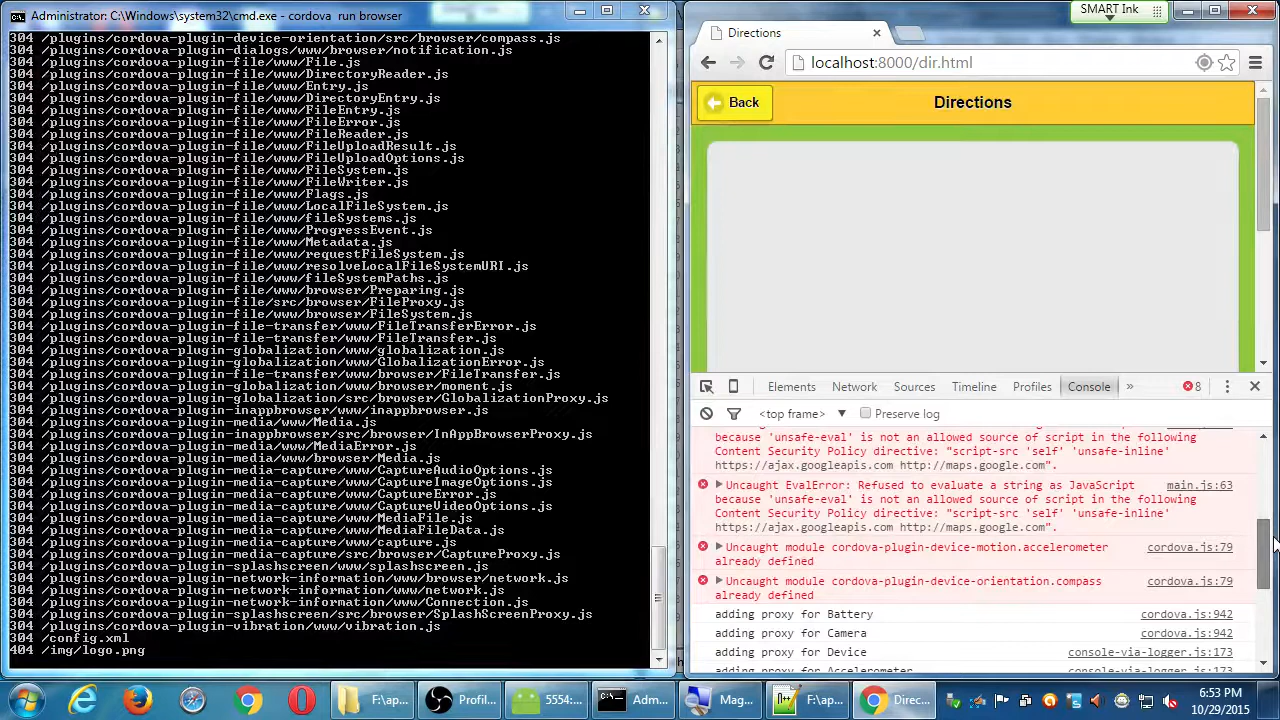 Administrator: C:\Windows\system32\cmd.exe - cordova  run browser
304 /plugins/cordova-plugin-device-orientation/src/browser/compass.js
304 /plugins/cordova-plugin-dialogs/www/browser/notification.js
304 /plugins/cordova-plugin-file/www/File.js
304 /plugins/cordova-plugin-file/www/DirectoryReader.js
304 /plugins/cordova-plugin-file/www/Entry.js
304 /plugins/cordova-plugin-file/www/DirectoryEntry.js
304 /plugins/cordova-plugin-file/www/FileEntry.js
304 /plugins/cordova-plugin-file/www/FileError.js
304 /plugins/cordova-plugin-file/www/FileReader.js
304 /plugins/cordova-plugin-file/www/FileUploadResult.js
304 /plugins/cordova-plugin-file/www/FileUploadOptions.js
304 /plugins/cordova-plugin-file/www/FileSystem.js
304 /plugins/cordova-plugin-file/www/FileWriter.js
304 /plugins/cordova-plugin-file/www/Flags.js
304 /plugins/cordova-plugin-file/www/LocalFileSystem.js
304 /plugins/cordova-plugin-file/www/fileSystems.js
304 /plugins/cordova-plugin-file/www/ProgressEvent.js
304 /plugins/cordova-plugin-file/www/Metadata.js
304 /plugins/cordova-plugin-file/www/requestFileSystem.js
304 /plugins/cordova-plugin-file/www/resolveLocalFileSystemURI.js
304 /plugins/cordova-plugin-file/www/fileSystemPaths.js
304 /plugins/cordova-plugin-file/www/browser/Preparing.js
304 /plugins/cordova-plugin-file/src/browser/FileProxy.js
304 /plugins/cordova-plugin-file/www/browser/FileSystem.js
304 /plugins/cordova-plugin-file-transfer/www/FileTransferError.js
304 /plugins/cordova-plugin-file-transfer/www/FileTransfer.js
304 /plugins/cordova-plugin-globalization/www/globalization.js
304 /plugins/cordova-plugin-globalization/www/GlobalizationError.js
304 /plugins/cordova-plugin-file-transfer/www/browser/FileTransfer.js
304 /plugins/cordova-plugin-globalization/www/browser/moment.js
304 /plugins/cordova-plugin-globalization/src/browser/GlobalizationProxy.js
304 /plugins/cordova-plugin-inappbrowser/www/inappbrowser.js
304 /plugins/cordova-plugin-media/www/Media.js
304 /plugins/cordova-plugin-inappbrowser/src/browser/InAppBrowserProxy.js
304 /plugins/cordova-plugin-media/www/MediaError.js
304 /plugins/cordova-plugin-media/www/browser/Media.js
304 /plugins/cordova-plugin-media-capture/www/CaptureAudioOptions.js
304 /plugins/cordova-plugin-media-capture/www/CaptureImageOptions.js
304 /plugins/cordova-plugin-media-capture/www/CaptureError.js
304 /plugins/cordova-plugin-media-capture/www/CaptureVideoOptions.js
304 /plugins/cordova-plugin-media-capture/www/MediaFile.js
304 /plugins/cordova-plugin-media-capture/www/MediaFileData.js
304 /plugins/cordova-plugin-media-capture/www/capture.js
304 /plugins/cordova-plugin-media-capture/src/browser/CaptureProxy.js
304 /plugins/cordova-plugin-splashscreen/www/splashscreen.js
304 /plugins/cordova-plugin-network-information/www/browser/network.js
304 /plugins/cordova-plugin-network-information/www/network.js
304 /plugins/cordova-plugin-network-information/www/Connection.js
304 /plugins/cordova-plugin-splashscreen/src/browser/SplashScreenProxy.js
304 /plugins/cordova-plugin-vibration/www/vibration.js
304 /config.xml
404 /img/logo.png
SMART Ink
Directions
localhost:8000/dir.html
Back
Directions
Elements Network Sources Timeline Profiles Console » 8
<top frame> Preserve log
because 'unsafe-eval' is not an allowed source of script in the following
Content Security Policy directive: "script-src 'self' 'unsafe-inline'
https://ajax.googleapis.com http://maps.google.com".
Uncaught EvalError: Refused to evaluate a string as JavaScript main.js:63
because 'unsafe-eval' is not an allowed source of script in the following
Content Security Policy directive: "script-src 'self' 'unsafe-inline'
https://ajax.googleapis.com http://maps.google.com".
Uncaught module cordova-plugin-device-motion.accelerometer cordova.js:79
already defined
Uncaught module cordova-plugin-device-orientation.compass cordova.js:79
already defined
adding proxy for Battery cordova.js:942
adding proxy for Camera cordova.js:942
adding proxy for Device console-via-logger.js:173
adding proxy for Accelerometer console-via-logger.js:173
F:\ap... Profil... 5554:... Adm... Mag... F:\ap... Direc...
6:53 PM
10/29/2015